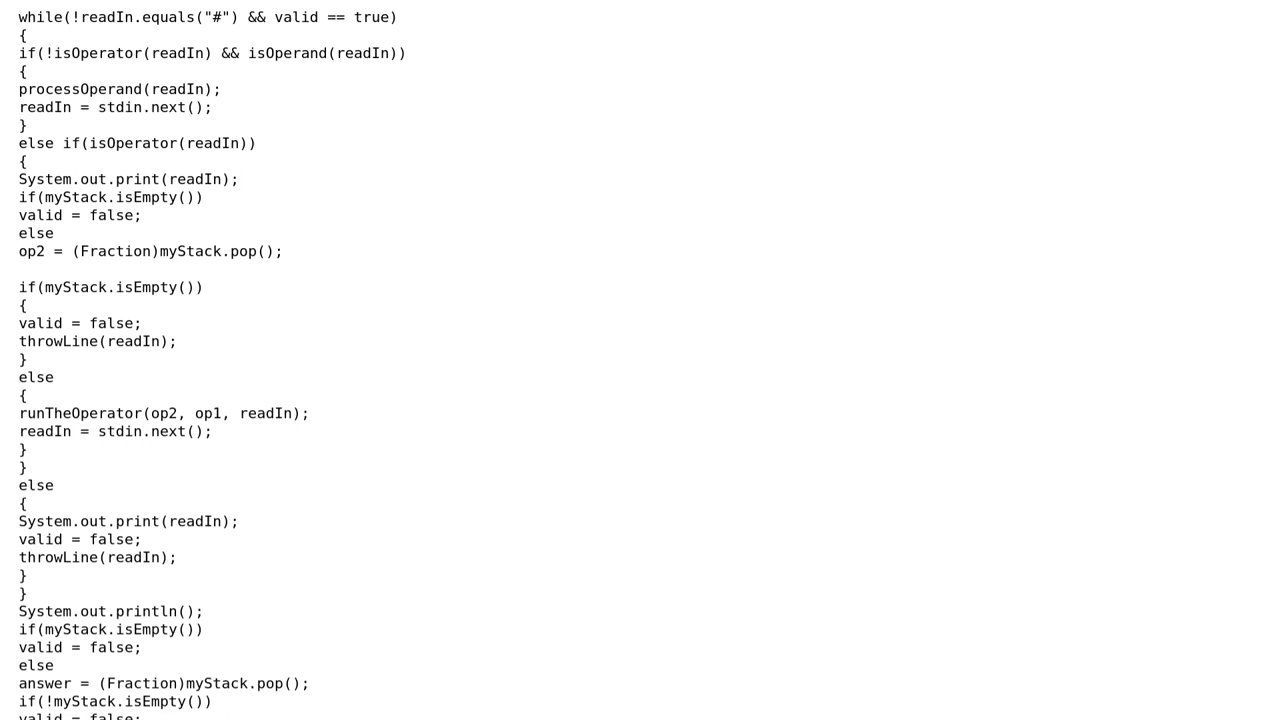 while(!readIn.equals("#") && valid == true)
{
if(!isOperator(readIn) && isOperand(readIn))
{
processOperand(readIn);
readIn = stdin.next();
}
else if(isOperator(readIn))
{
System.out.print(readIn);
if(myStack.isEmpty())
valid = false;
else
op2 = (Fraction)myStack.pop();

if(myStack.isEmpty())
{
valid = false;
throwLine(readIn);
}
else
{
runTheOperator(op2, op1, readIn);
readIn = stdin.next();
}
}
else
{
System.out.print(readIn);
valid = false;
throwLine(readIn);
}
}
System.out.println();
if(myStack.isEmpty())
valid = false;
else
answer = (Fraction)myStack.pop();
if(!myStack.isEmpty())
valid = false;